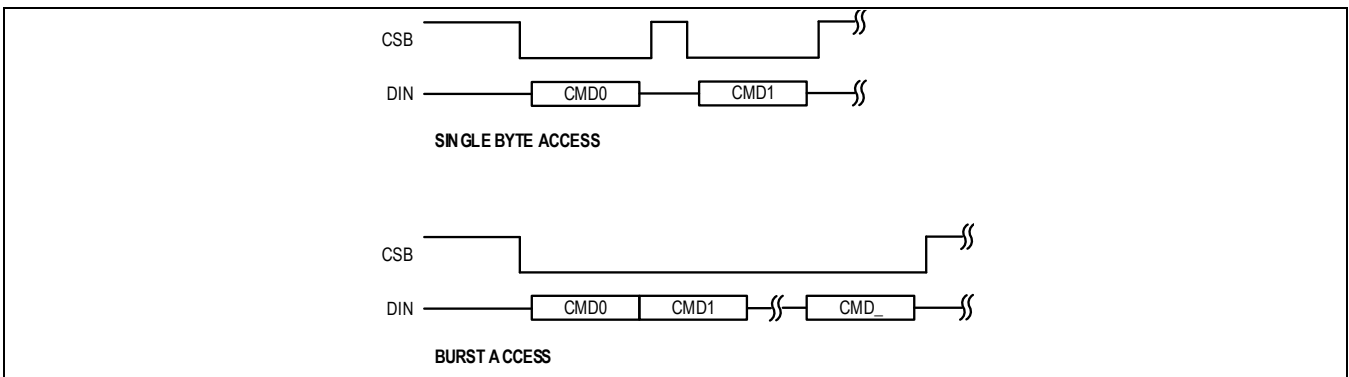 CSB
DIN CMD0 CMD1
SINGLE BYTE ACCESS
CSB
DIN CMD0 CMD1 CMD_
BURST ACCESS